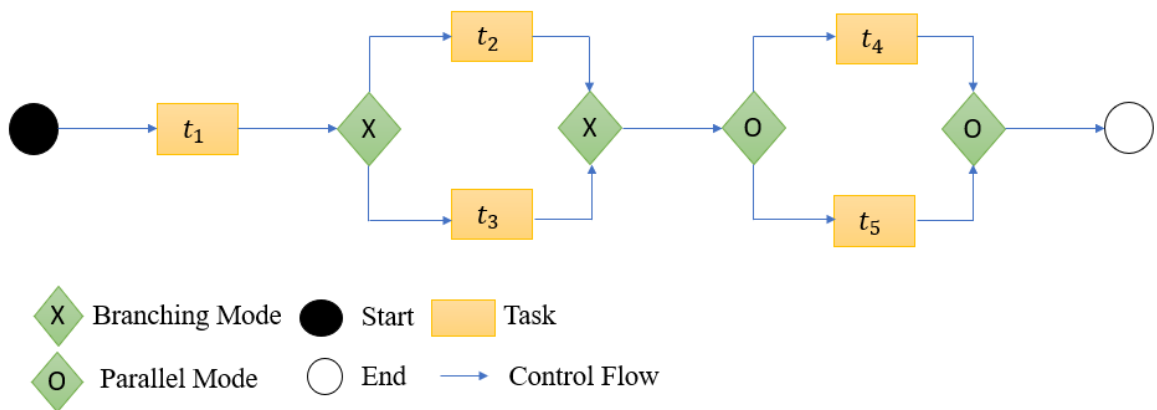 t₂
t₄
t₁
X
X
O
O
t₃
t₅
X Branching Mode Start Task
O Parallel Mode End Control Flow